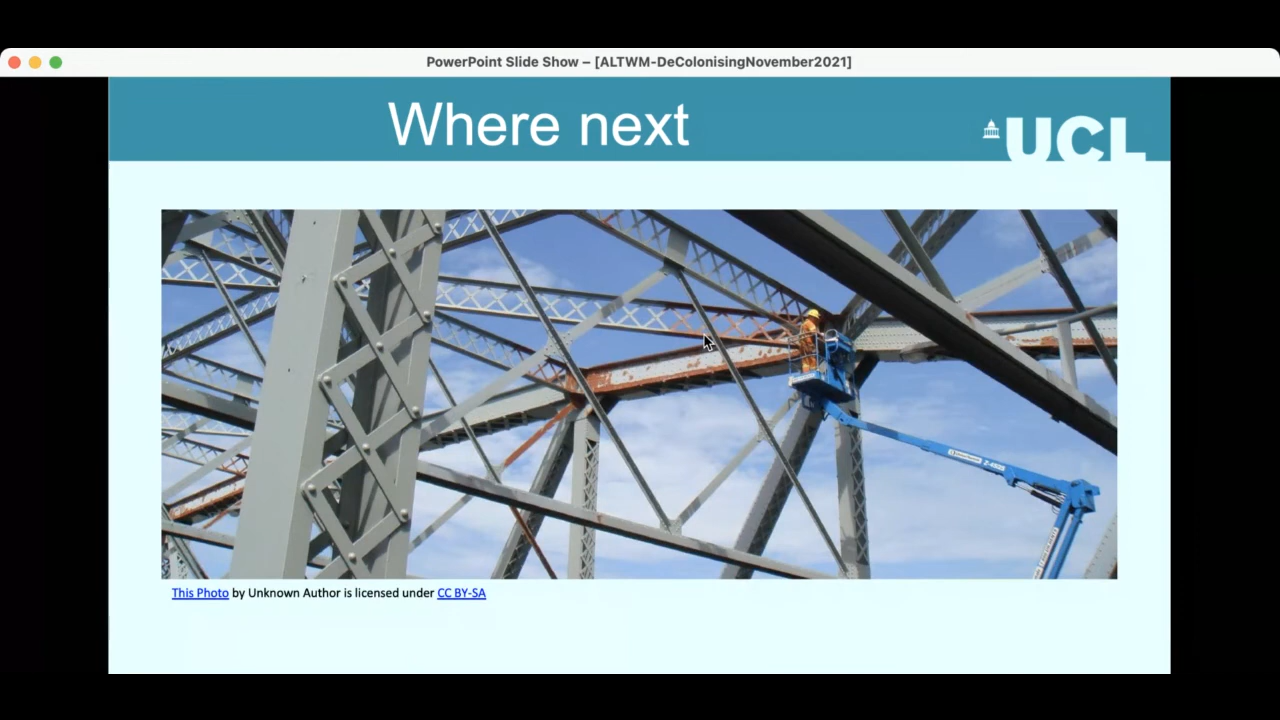 PowerPoint Slide Show – [ALTWM-DeColonisingNovember2021]
Where next
UCL
This Photo by Unknown Author is licensed under CC BY-SA